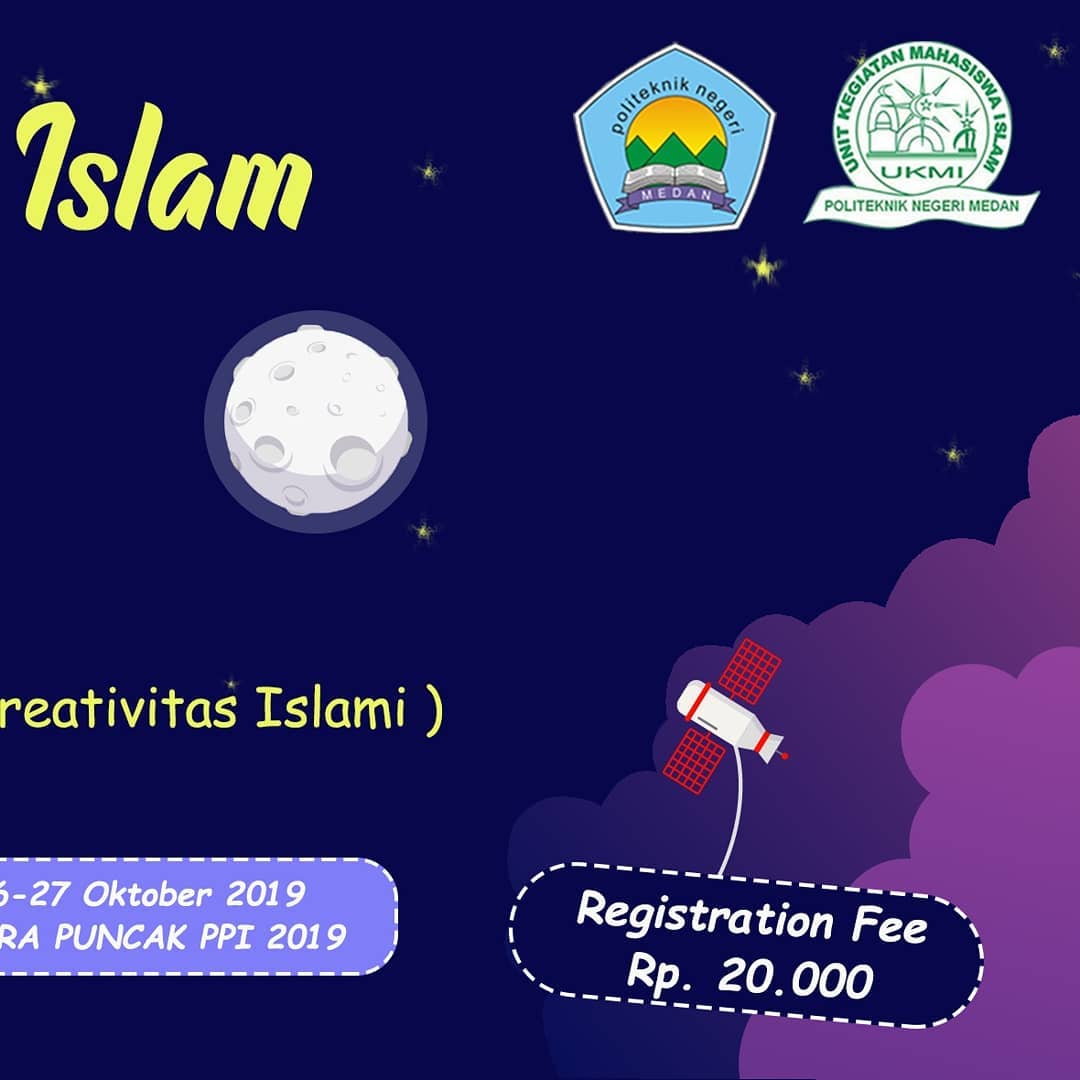 Islam
politeknik negeri
MEDAN
UNIT KEGIATAN MAHASISWA ISLAM
UKMI
POLITEKNIK NEGERI MEDAN
reativitas Islami )
6-27 Oktober 2019
RA PUNCAK PPI 2019
Registration Fee
Rp. 20.000